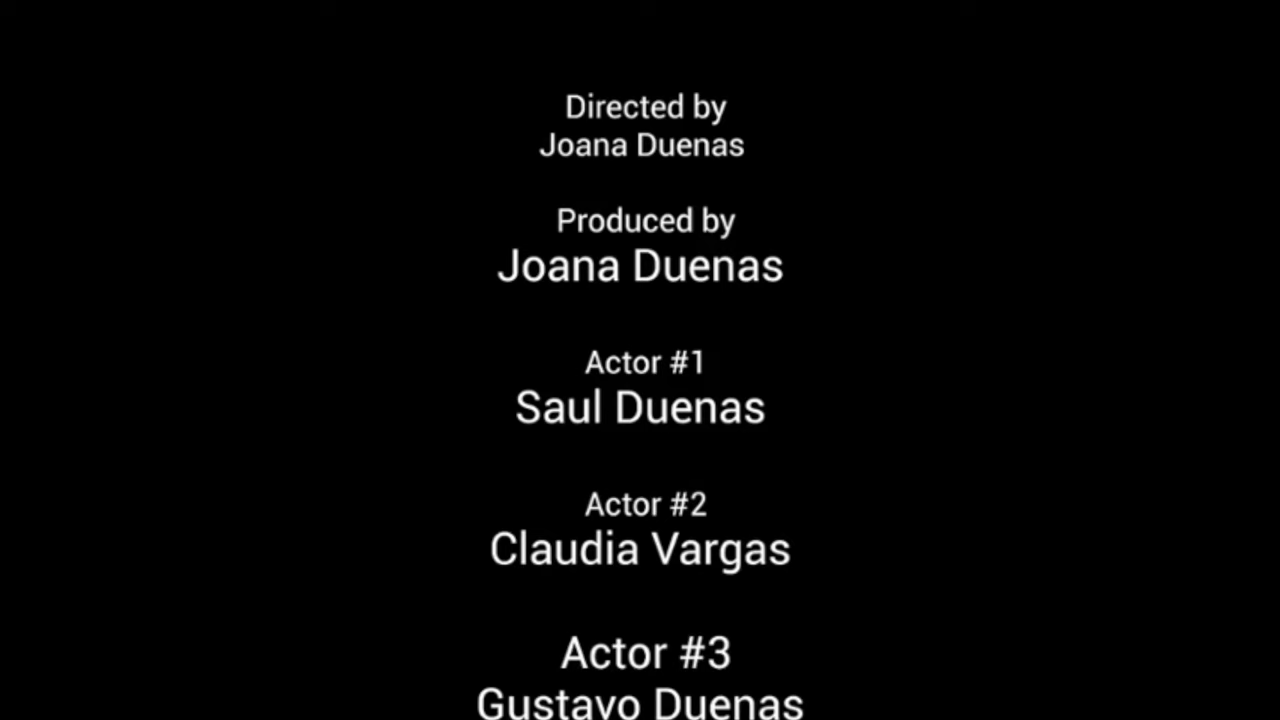 Directed by
Joana Duenas
Produced by
Joana Duenas
Actor #1
Saul Duenas
Actor #2
Claudia Vargas
Actor #3
Gustavo Duenas